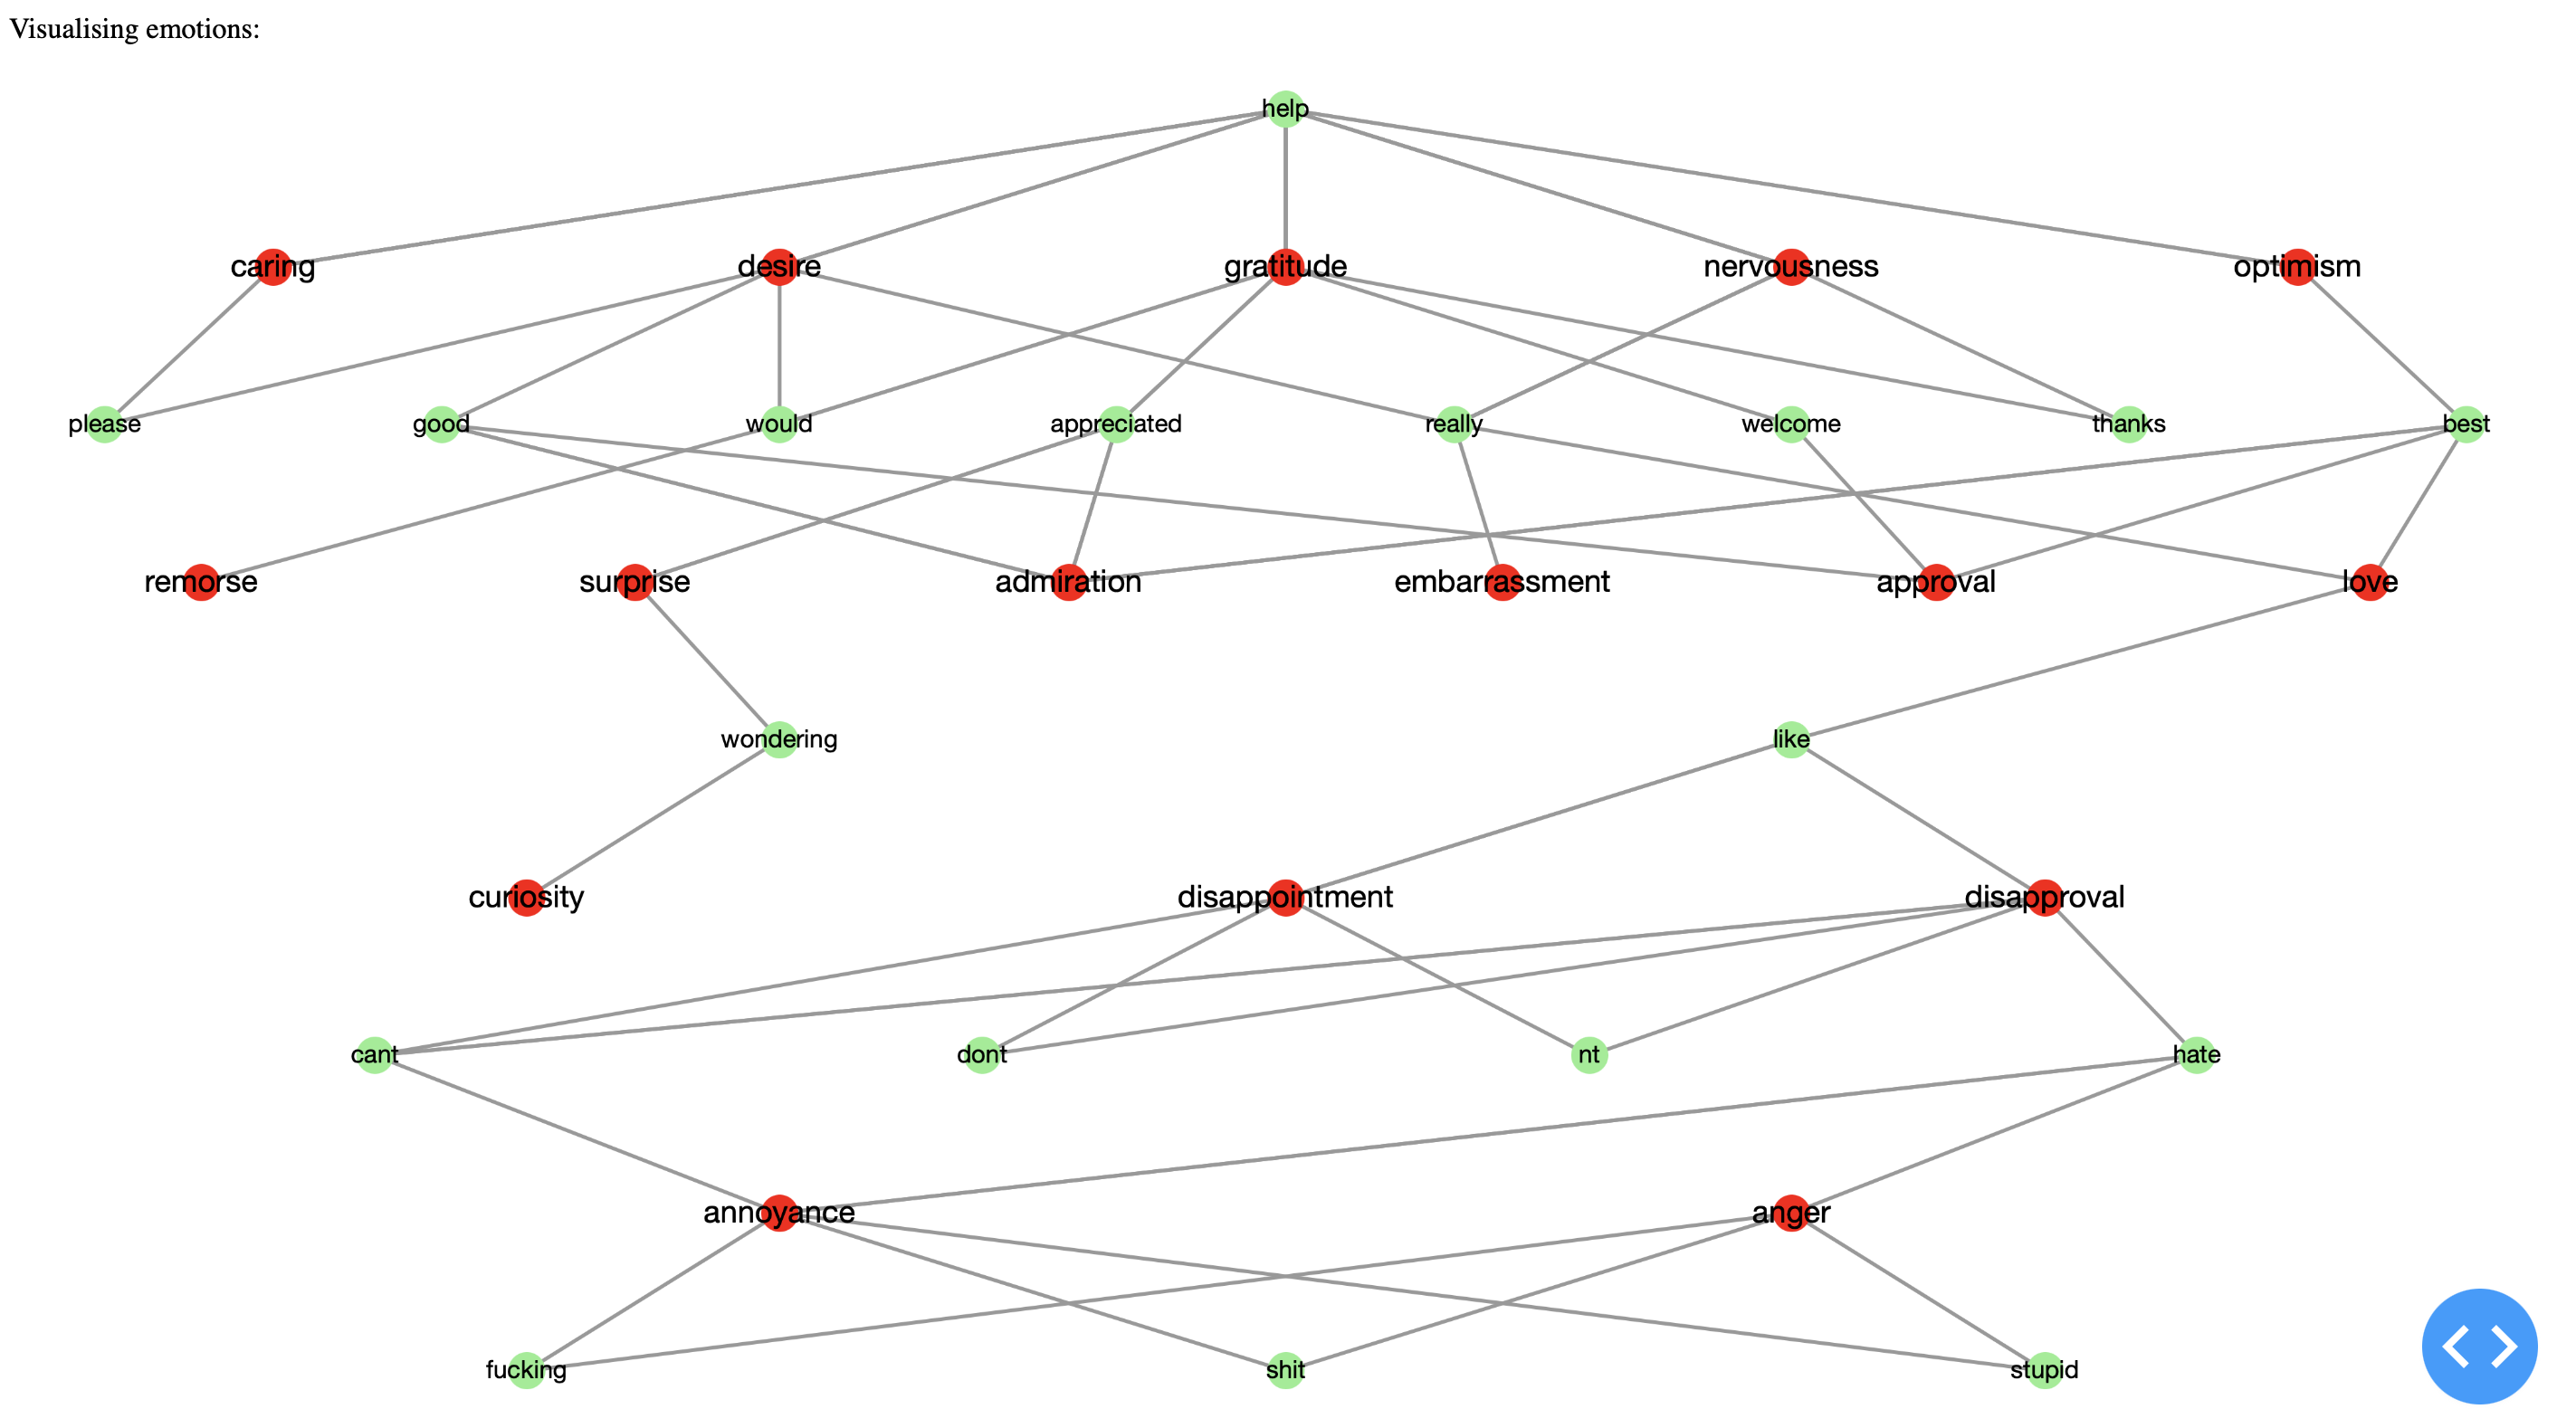 Visualising emotions:
help
caring
desire
gratitude
nervousness
optimism
please
good
would
appreciated
really
welcome
thanks
best
remorse
surprise
admiration
embarrassment
approval
love
wondering
like
curiosity
disappointment
disapproval
cant
dont
nt
hate
annoyance
anger
fucking
shit
stupid